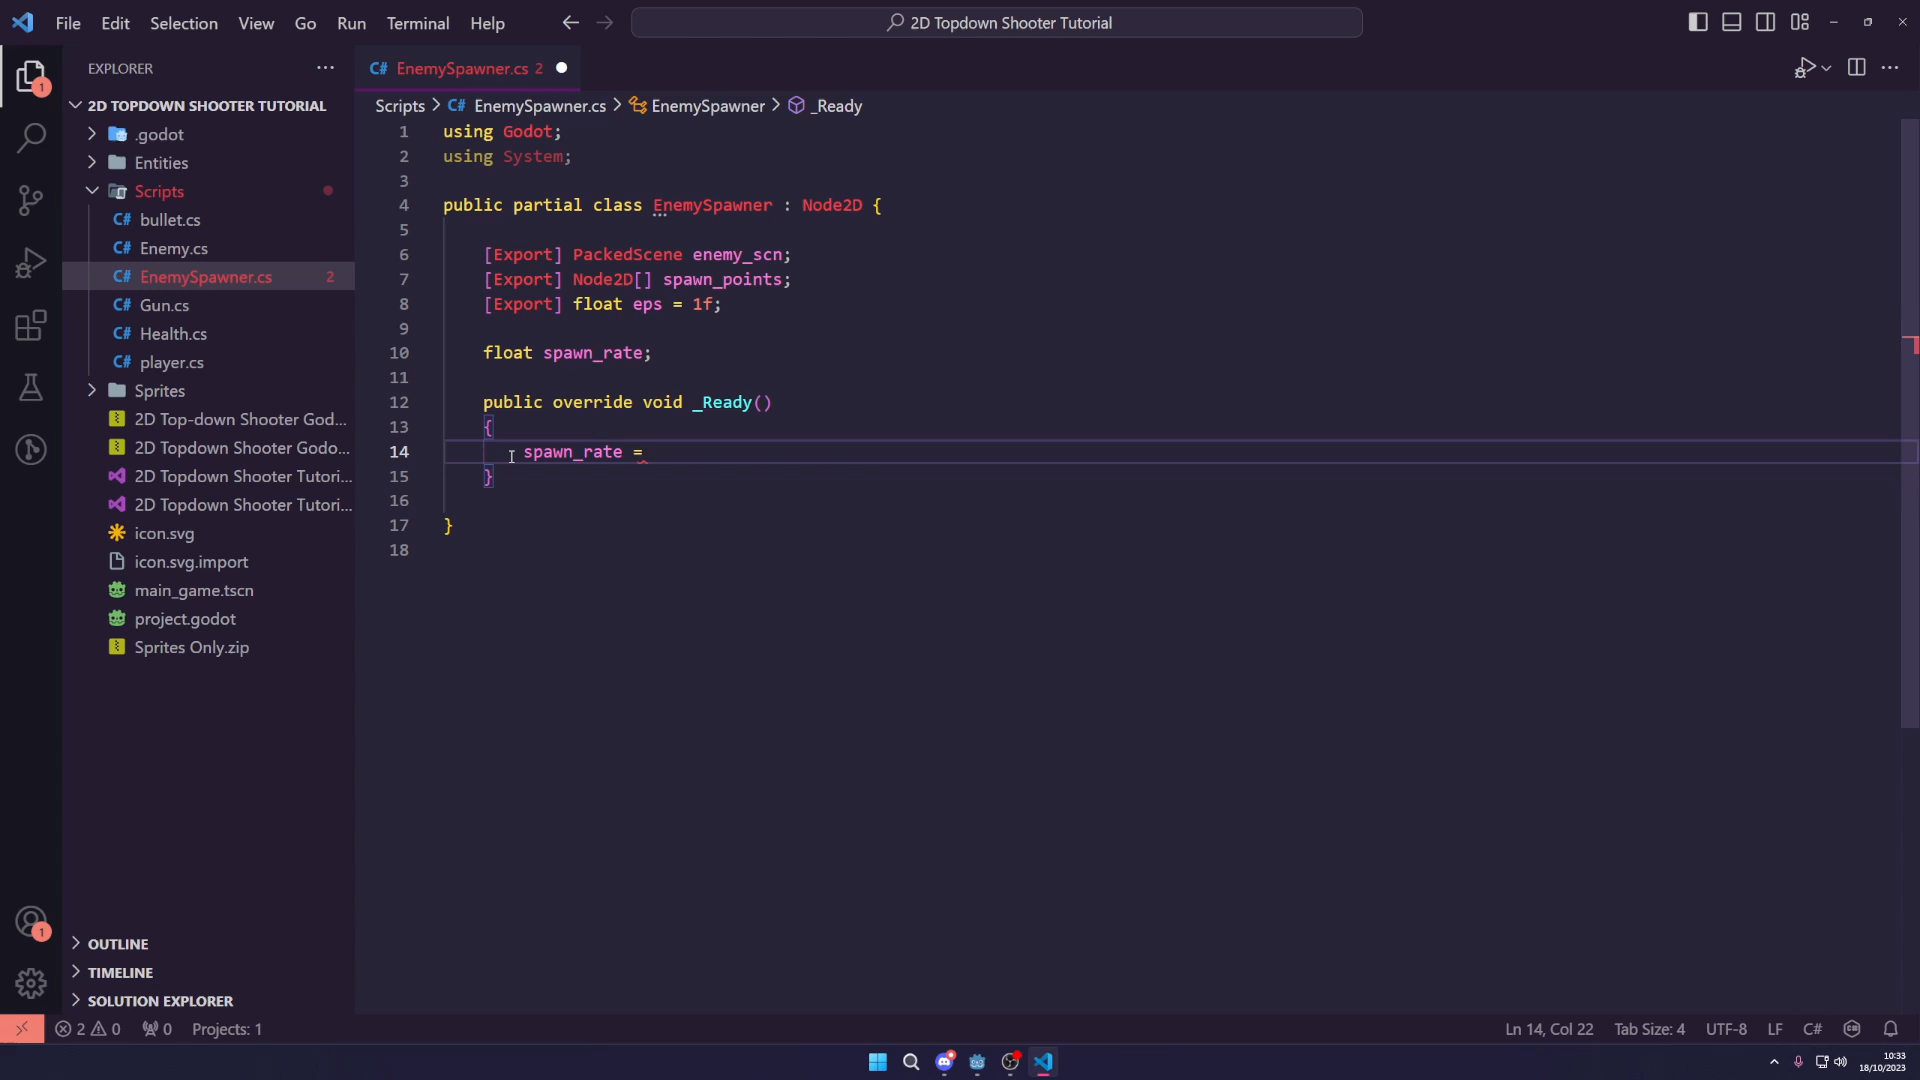 File Edit Selection View Go Run Terminal Help
2D Topdown Shooter Tutorial
EXPLORER
2D TOPDOWN SHOOTER TUTORIAL
.godot
Entities
Scripts
C# bullet.cs
C# Enemy.cs
C# EnemySpawner.cs 2
C# Gun.cs
C# Health.cs
C# player.cs
Sprites
2D Top-down Shooter God...
2D Topdown Shooter Godo...
2D Topdown Shooter Tutori...
2D Topdown Shooter Tutori...
icon.svg
icon.svg.import
main_game.tscn
project.godot
Sprites Only.zip
OUTLINE
TIMELINE
SOLUTION EXPLORER
1
1
C# EnemySpawner.cs 2
Scripts > C# EnemySpawner.cs > EnemySpawner > _Ready
1 using Godot;
2 using System;
3
4 public partial class EnemySpawner : Node2D {
5
6 [Export] PackedScene enemy_scn;
7 [Export] Node2D[] spawn_points;
8 [Export] float eps = 1f;
9
10 float spawn_rate;
11
12 public override void _Ready()
13 {
14 spawn_rate =
15 }
16
17 }
18
2 0 0 Projects: 1
Ln 14, Col 22 Tab Size: 4 UTF-8 LF C#
10:33
18/10/2023